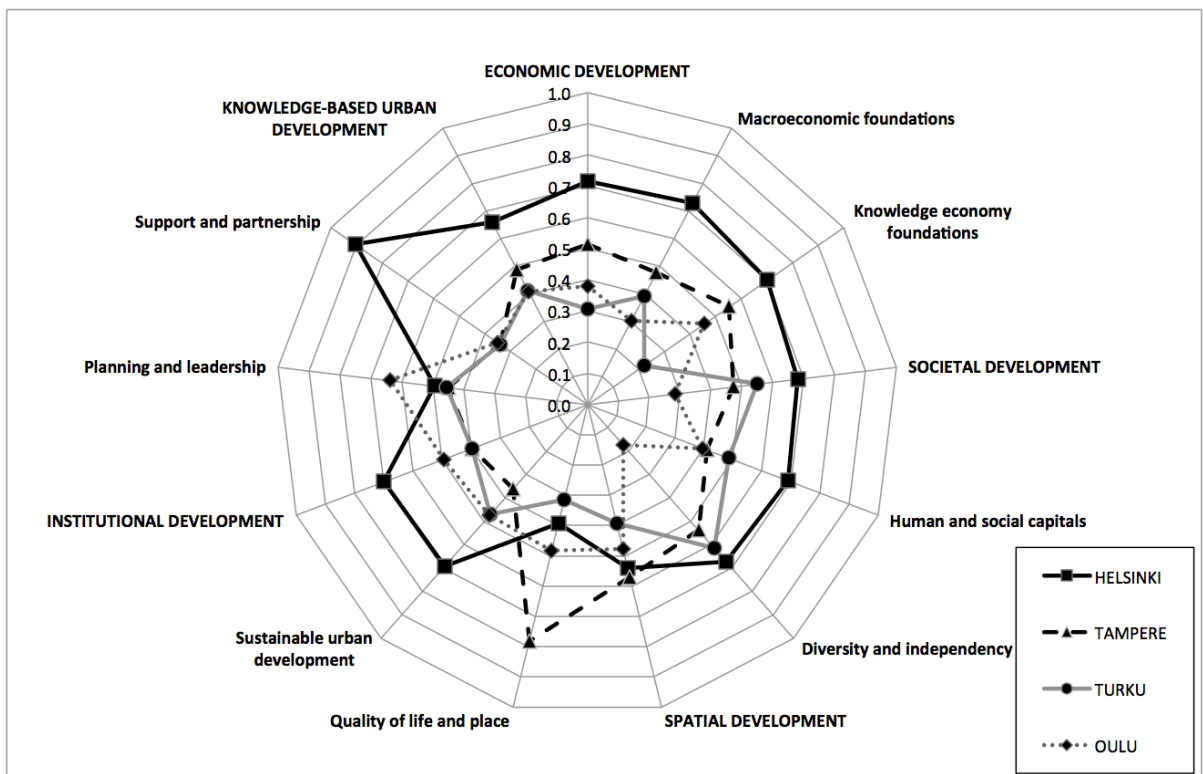 ECONOMIC DEVELOPMENT
KNOWLEDGE-BASED URBAN
DEVELOPMENT
Macroeconomic foundations
Support and partnership
Knowledge economy
foundations
Planning and leadership
SOCIETAL DEVELOPMENT
INSTITUTIONAL DEVELOPMENT
Human and social capitals
Sustainable urban
development
Diversity and independency
Quality of life and place
SPATIAL DEVELOPMENT
1.0
0.9
0.8
0.7
0.6
0.5
0.4
0.3
0.2
0.1
0.0
HELSINKI
TAMPERE
TURKU
OULU